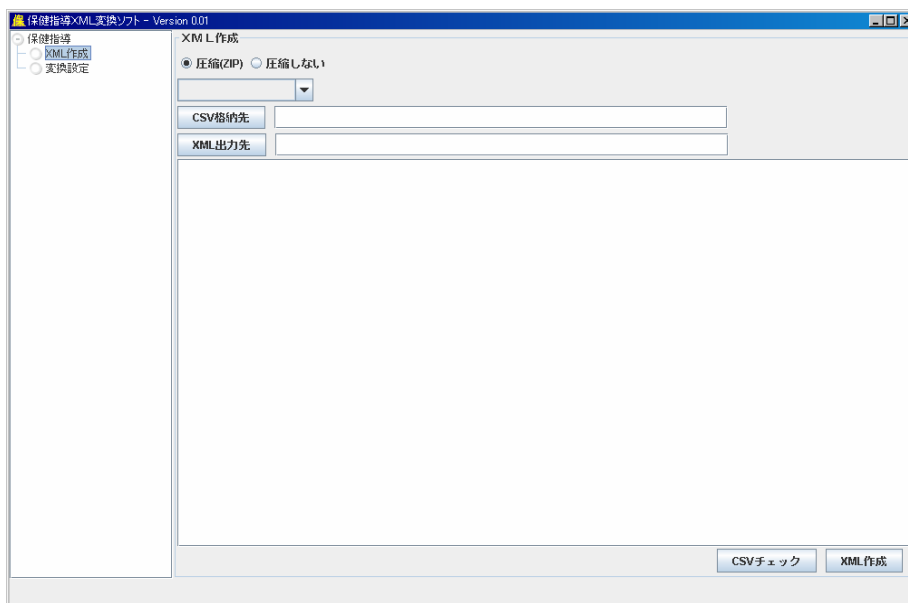 保健指導XML変換ソフト - Version 0.01
保健指導
XML作成
変換設定
XML作成
圧縮(ZIP) 圧縮しない
CSV格納先
XML出力先
CSVチェック XML作成